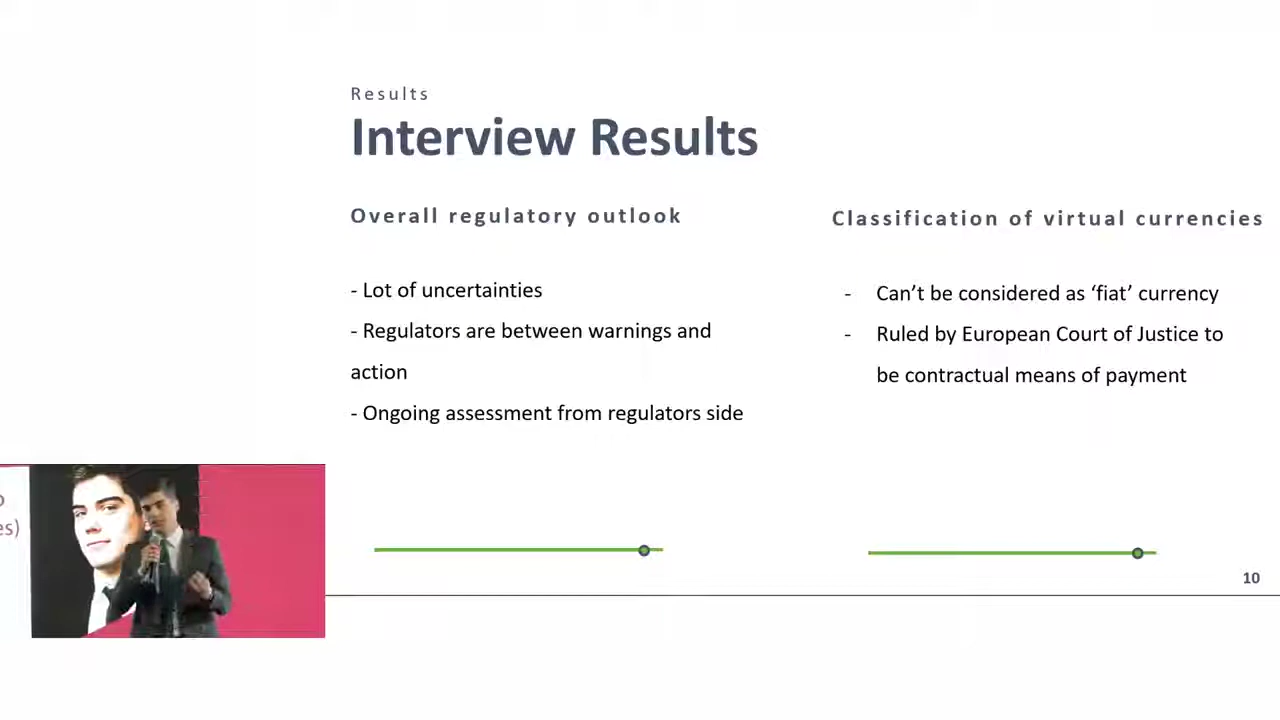 Results
Interview Results
Overall regulatory outlook
- Lot of uncertainties
- Regulators are between warnings and
action
- Ongoing assessment from regulators side
Classification of virtual currencies
- Can’t be considered as ‘fiat’ currency
- Ruled by European Court of Justice to
be contractual means of payment
es)
10